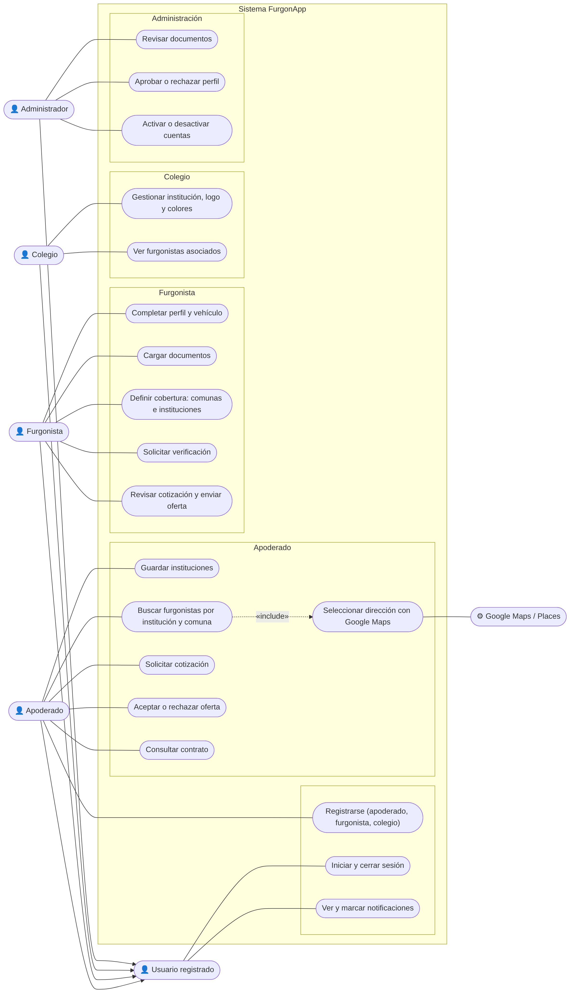 Sistema FurgonApp
Administración
Revisar documentos
Aprobar o rechazar perfil
👤 Administrador
Activar o desactivar
cuentas
Colegio
Gestionar institución, logo
y colores
👤 Colegio
Ver furgonistas asociados
Furgonista
Completar perfil y vehículo
Cargar documentos
Definir cobertura: comunas
e instituciones
👤 Furgonista
Solicitar verificación
Revisar cotización y enviar
oferta
Apoderado
Guardar instituciones
Buscar furgonistas por
institución y comuna
«include»
Seleccionar dirección con
Google Maps
⚙ Google Maps / Places
Solicitar cotización
👤 Apoderado
Aceptar o rechazar oferta
Consultar contrato
Registrarse (apoderado,
furgonista, colegio)
Iniciar y cerrar sesión
Ver y marcar notificaciones
👤 Usuario registrado